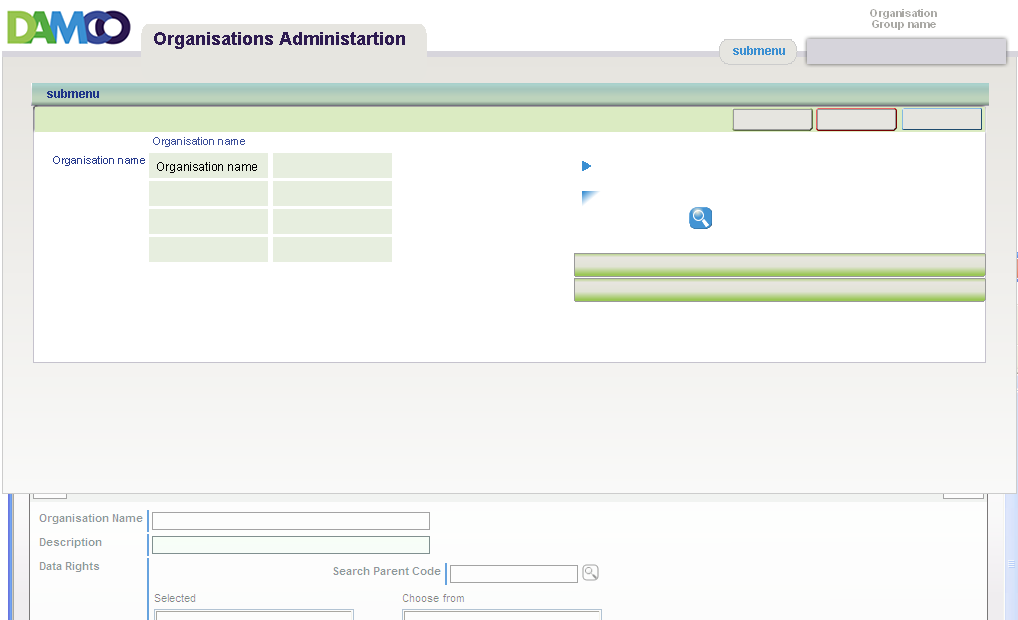 DAMCO
Organisations Administartion
Organisation
Group name
submenu
submenu
Organisation name
Organisation name
Organisation name
Organisation Name
Description
Data Rights
Search Parent Code
Selected
Choose from